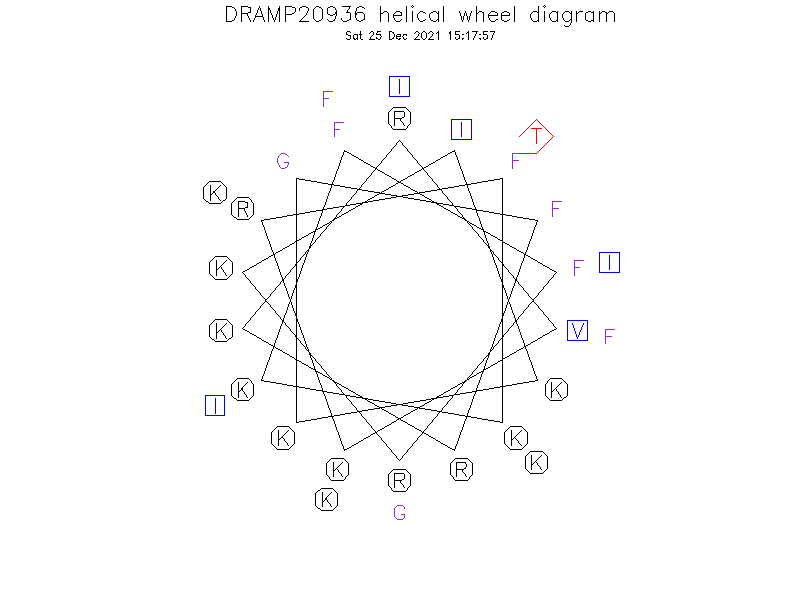 DRAMP20936 helical wheel diagram
Sat 25 Dec 2021 15:17:57
I
F
R
F I T
G F
K
R F
K F I
K V F
K K
I
K K
K
K R R
K
G